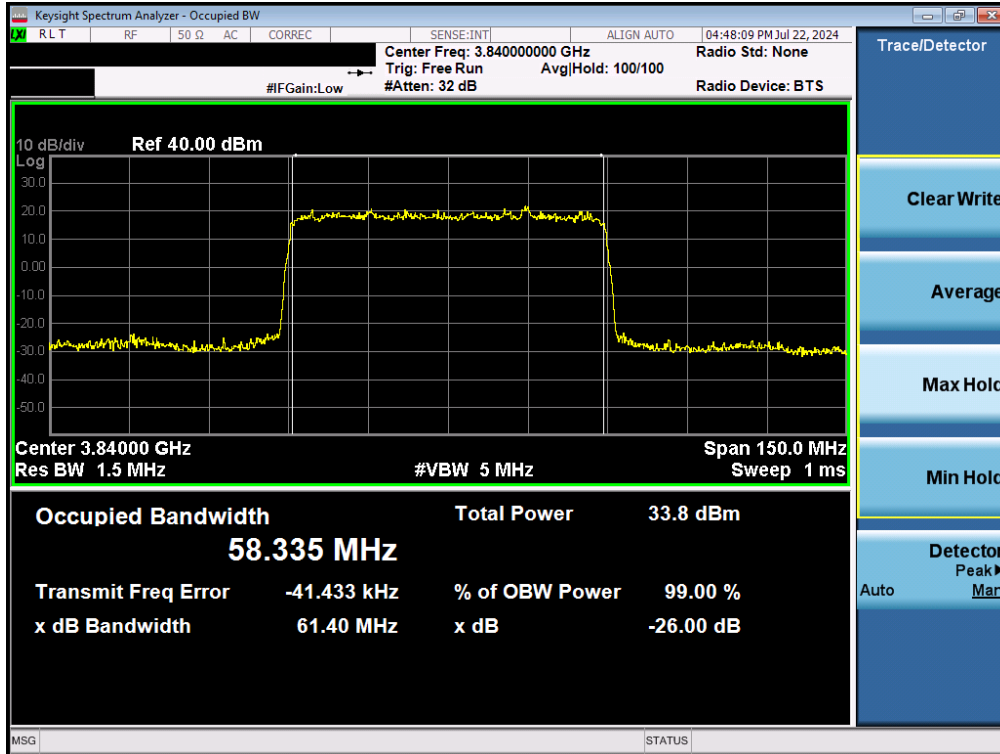 Keysight Spectrum Analyzer - Occupied BW
LXI RLT RF 50 Ω AC CORREC SENSE:INT ALIGN AUTO 04:48:09 PM Jul 22, 2024
Center Freq: 3.840000000 GHz Radio Std: None
Trig: Free Run Avg|Hold: 100/100
#IFGain:Low #Atten: 32 dB Radio Device: BTS
Trace/Detector
10 dB/div Ref 40.00 dBm
Log
30.0
20.0
10.0
0.00
-10.0
-20.0
-30.0
-40.0
-50.0
Center 3.84000 GHz Span 150.0 MHz
Res BW 1.5 MHz #VBW 5 MHz Sweep 1 ms
Occupied Bandwidth Total Power 33.8 dBm
58.335 MHz
Transmit Freq Error -41.433 kHz % of OBW Power 99.00 %
x dB Bandwidth 61.40 MHz x dB -26.00 dB
Clear Write
Average
Max Hold
Min Hold
Detector
Peak▶
Auto Man
MSG STATUS